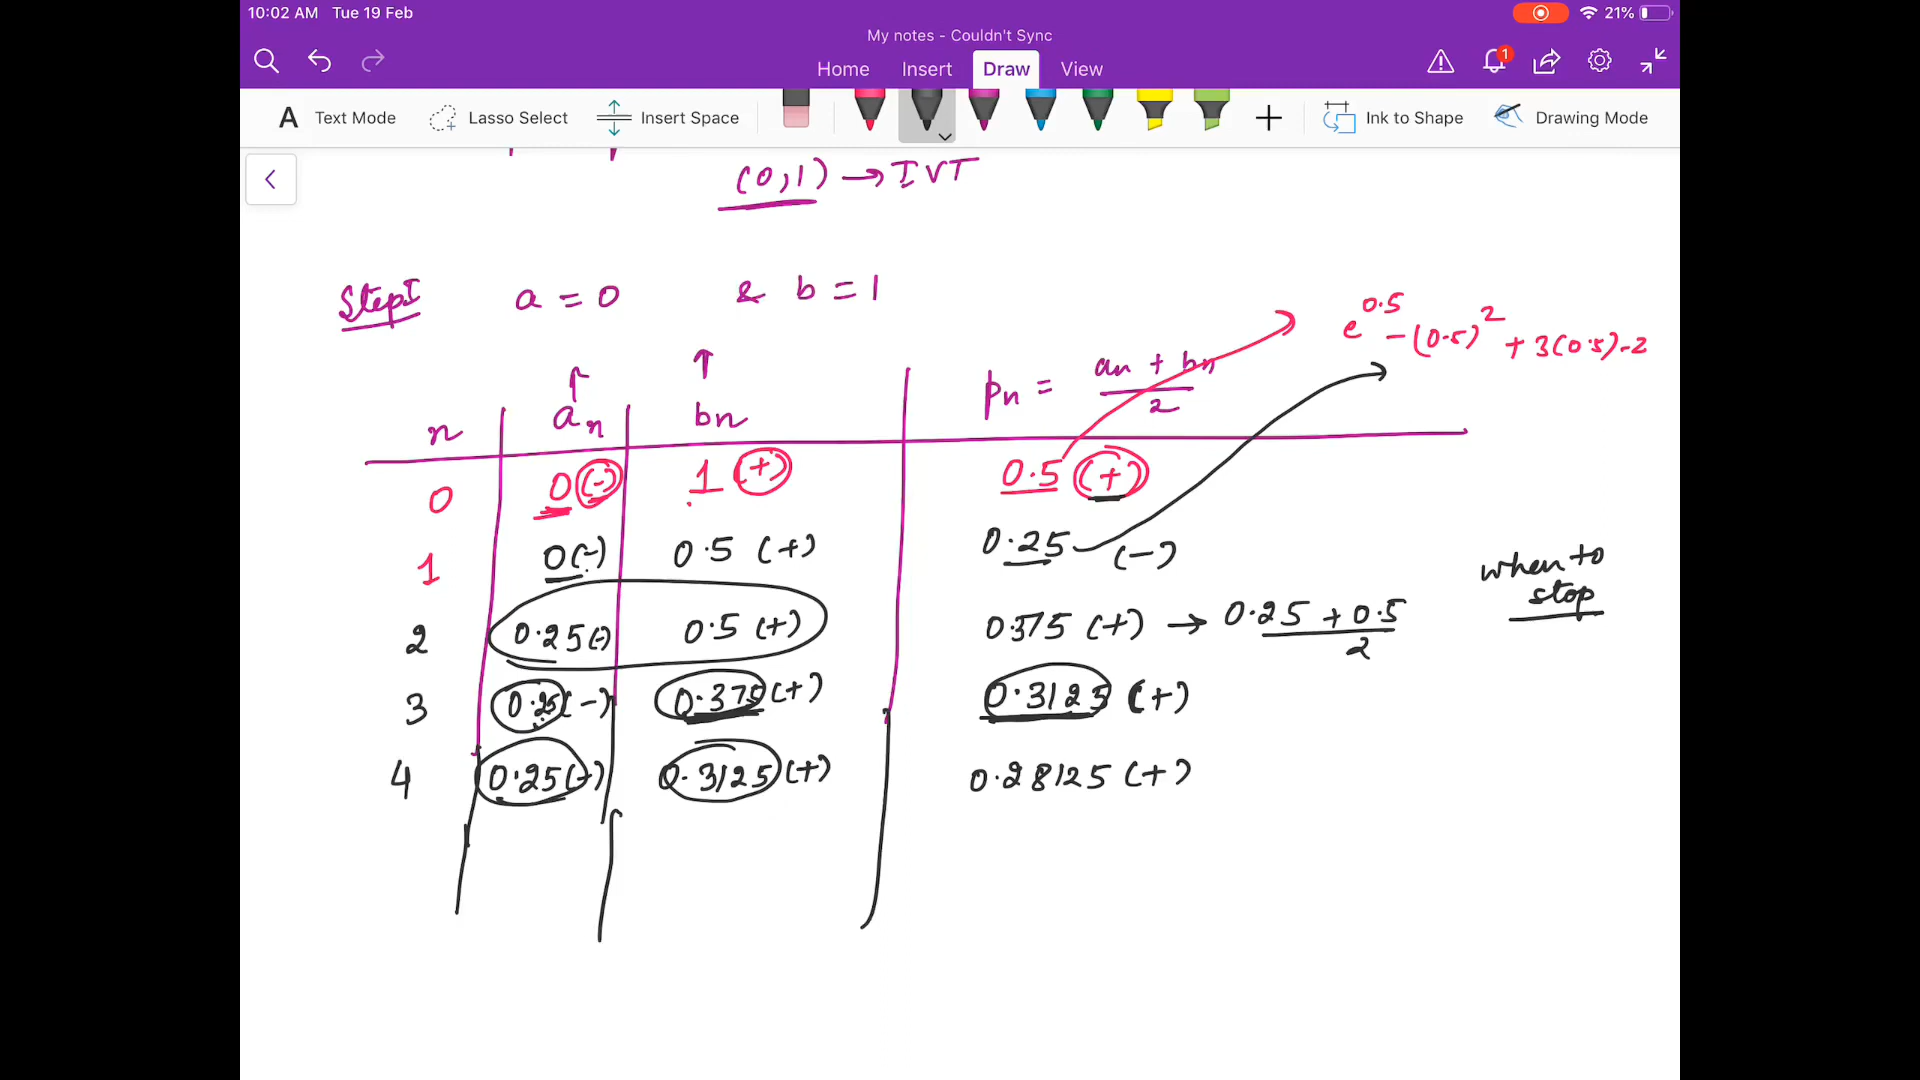 10:02 AM Tue 19 Feb
21%
My notes - Couldn't Sync
Home Insert Draw View
1
A Text Mode Lasso Select Insert Space Ink to Shape Drawing Mode
(0,1) → IVT
Step I a = 0 & b = 1
e^0.5 - (0.5)^2 + 3(0.5) - 2
n an bn pn = an + bn / 2
0 0 (-) 1 (+) 0.5 (+)
1 0 (-) 0.5 (+) 0.25 (-)
when to
stop
2 0.25 (-) 0.5 (+) 0.375 (+) → 0.25 + 0.5 / 2
3 0.25 (-) 0.375 (+) 0.3125 (+)
4 0.25 (-) 0.3125 (+) 0.28125 (+)